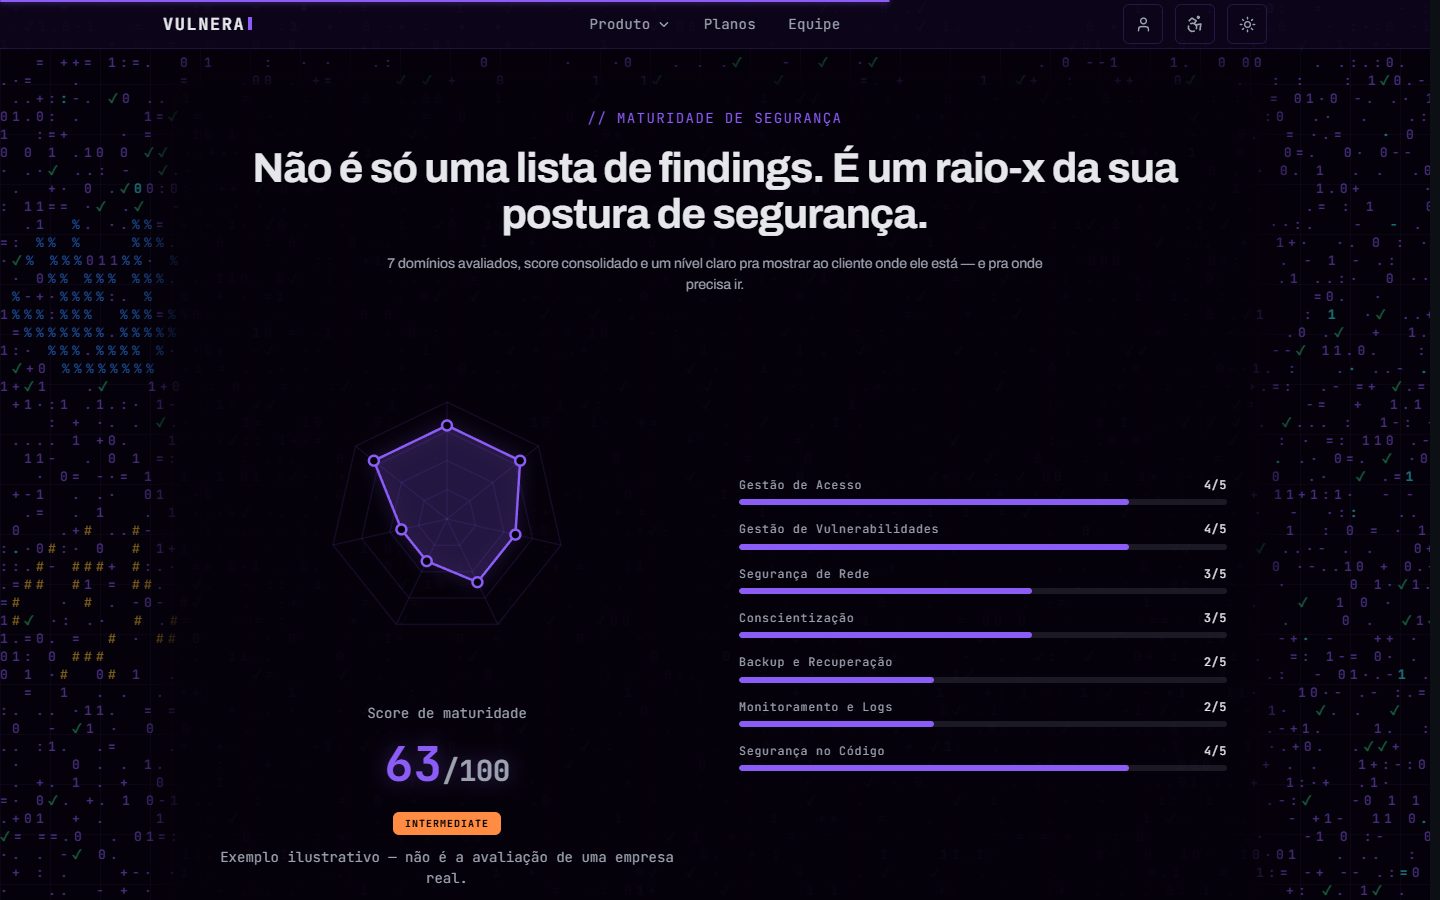 VULNERA
Produto
Planos
Equipe
// MATURIDADE DE SEGURANÇA
Não é só uma lista de findings. É um raio-x da sua
postura de segurança.
7 domínios avaliados, score consolidado e um nível claro pra mostrar ao cliente onde ele está — e pra onde
precisa ir.
Gestão de Acesso 4/5
Gestão de Vulnerabilidades 4/5
Segurança de Rede 3/5
Conscientização 3/5
Backup e Recuperação 2/5
Monitoramento e Logs 2/5
Segurança no Código 4/5
Score de maturidade
63/100
INTERMEDIATE
Exemplo ilustrativo — não é a avaliação de uma empresa
real.